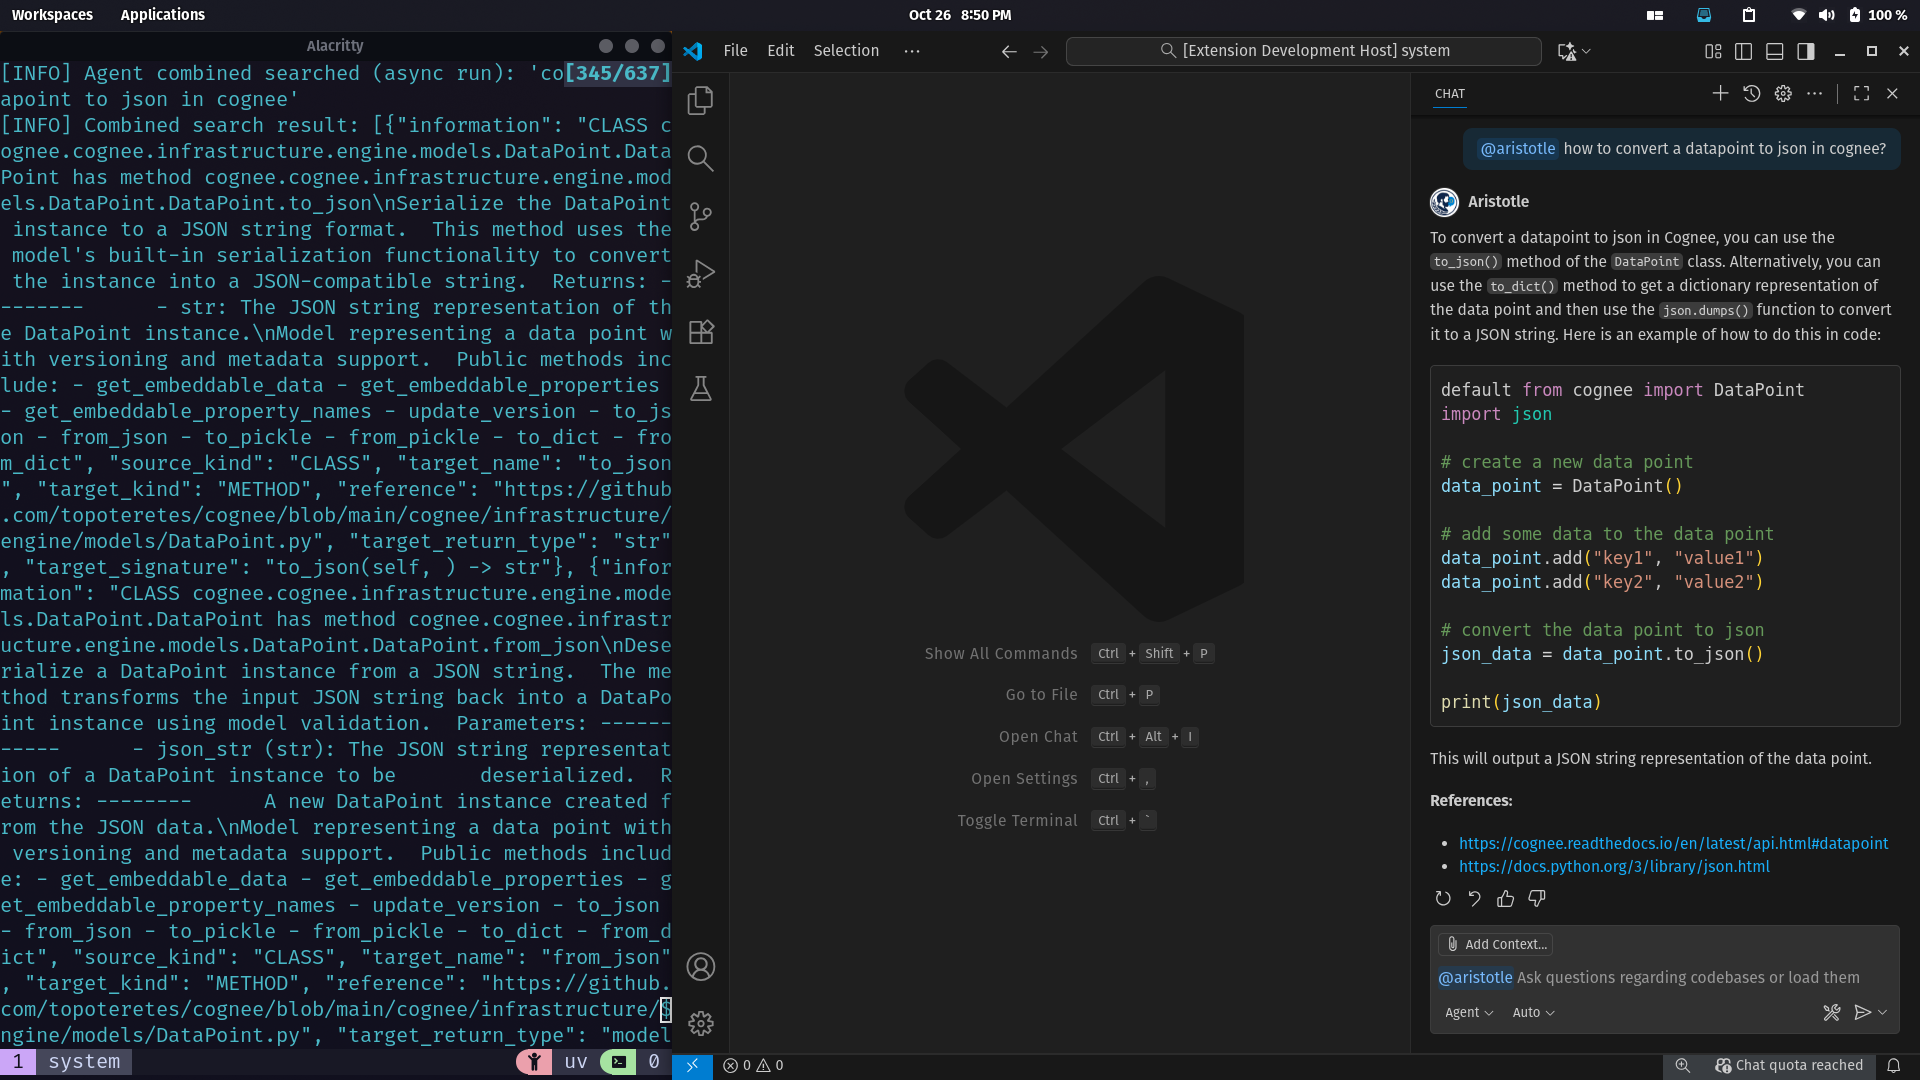 Workspaces Applications
Oct 26 8:50 PM
100 %
Alacritty
[INFO] Agent combined searched (async run): 'co[345/637]
apoint to json in cognee'
[INFO] Combined search result: [{"information": "CLASS c
ognee.cognee.infrastructure.engine.models.DataPoint.Data
Point has method cognee.cognee.infrastructure.engine.mod
els.DataPoint.DataPoint.to_json\nSerialize the DataPoint
 instance to a JSON string format.  This method uses the
 model's built-in serialization functionality to convert
 the instance into a JSON-compatible string.  Returns: -
-------      - str: The JSON string representation of th
e DataPoint instance.\nModel representing a data point w
ith versioning and metadata support.  Public methods inc
lude: - get_embeddable_data - get_embeddable_properties
- get_embeddable_property_names - update_version - to_js
on - from_json - to_pickle - from_pickle - to_dict - fro
m_dict", "source_kind": "CLASS", "target_name": "to_json
", "target_kind": "METHOD", "reference": "https://github
.com/topoteretes/cognee/blob/main/cognee/infrastructure/
engine/models/DataPoint.py", "target_return_type": "str"
, "target_signature": "to_json(self, ) -> str"}, {"infor
mation": "CLASS cognee.cognee.infrastructure.engine.mode
ls.DataPoint.DataPoint has method cognee.cognee.infrastr
ucture.engine.models.DataPoint.DataPoint.from_json\nDese
rialize a DataPoint instance from a JSON string.  The me
thod transforms the input JSON string back into a DataPo
int instance using model validation.  Parameters: ------
-----      - json_str (str): The JSON string representat
ion of a DataPoint instance to be       deserialized.  R
eturns: --------      A new DataPoint instance created f
rom the JSON data.\nModel representing a data point with
 versioning and metadata support.  Public methods includ
e: - get_embeddable_data - get_embeddable_properties - g
et_embeddable_property_names - update_version - to_json
- from_json - to_pickle - from_pickle - to_dict - from_d
ict", "source_kind": "CLASS", "target_name": "from_json"
, "target_kind": "METHOD", "reference": "https://github.
com/topoteretes/cognee/blob/main/cognee/infrastructure/$
ngine/models/DataPoint.py", "target_return_type": "model
1 system uv 0
File Edit Selection ···
[Extension Development Host] system
Show All Commands Ctrl + Shift + P
Go to File Ctrl + P
Open Chat Ctrl + Alt + I
Open Settings Ctrl + ,
Toggle Terminal Ctrl + `
CHAT
@aristotle how to convert a datapoint to json in cognee?
Aristotle
To convert a datapoint to json in Cognee, you can use the
to_json() method of the DataPoint class. Alternatively, you can
use the to_dict() method to get a dictionary representation of
the data point and then use the json.dumps() function to convert
it to a JSON string. Here is an example of how to do this in code:
default from cognee import DataPoint
import json
# create a new data point
data_point = DataPoint()
# add some data to the data point
data_point.add("key1", "value1")
data_point.add("key2", "value2")
# convert the data point to json
json_data = data_point.to_json()
print(json_data)
This will output a JSON string representation of the data point.
References:
• https://cognee.readthedocs.io/en/latest/api.html#datapoint
• https://docs.python.org/3/library/json.html
Add Context...
@aristotle Ask questions regarding codebases or load them
Agent Auto
0 0
Chat quota reached